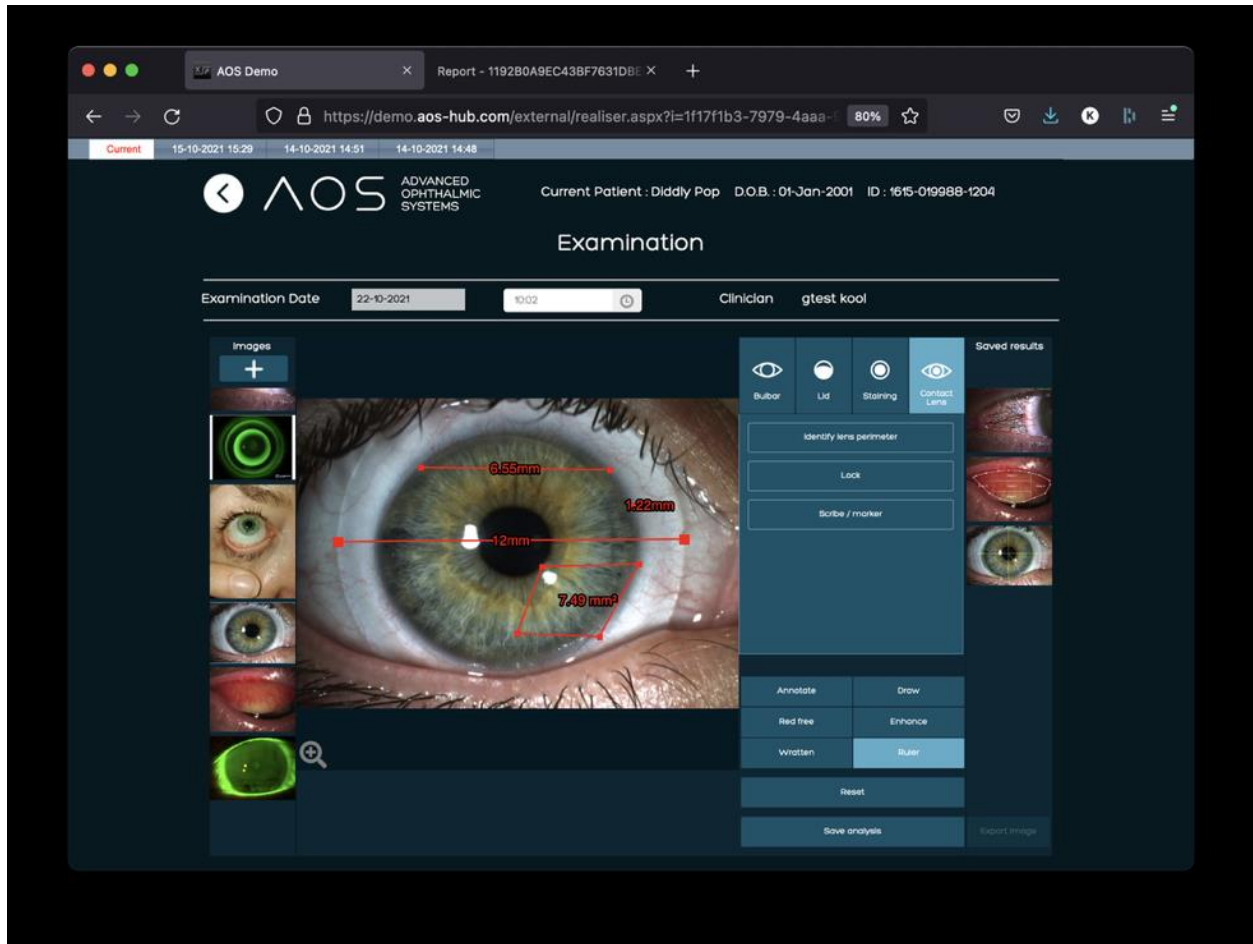 AOS Demo
Report - 1192B0A9EC43BF7631DBE
https://demo.aos-hub.com/external/realiser.aspx?i=1f17f1b3-7979-4aaa-
80%
K
Current 15-10-2021 15:29 14-10-2021 14:51 14-10-2021 14:48
AOS
ADVANCED
OPHTHALMIC
SYSTEMS
Current Patient : Diddly Pop D.O.B. : 01-Jan-2001 ID : 1615-019988-1204
Examination
Examination Date 22-10-2021 10:02 Clinician gtest kool
Images
6.55mm
1.22mm
12mm
7.49 mm²
Bulbar Lid Staining Contact Lens
Identify lens perimeter
Lock
Scribe / marker
Annotate Draw
Red free Enhance
Wratten Ruler
Reset
Save analysis
Saved results
Export image